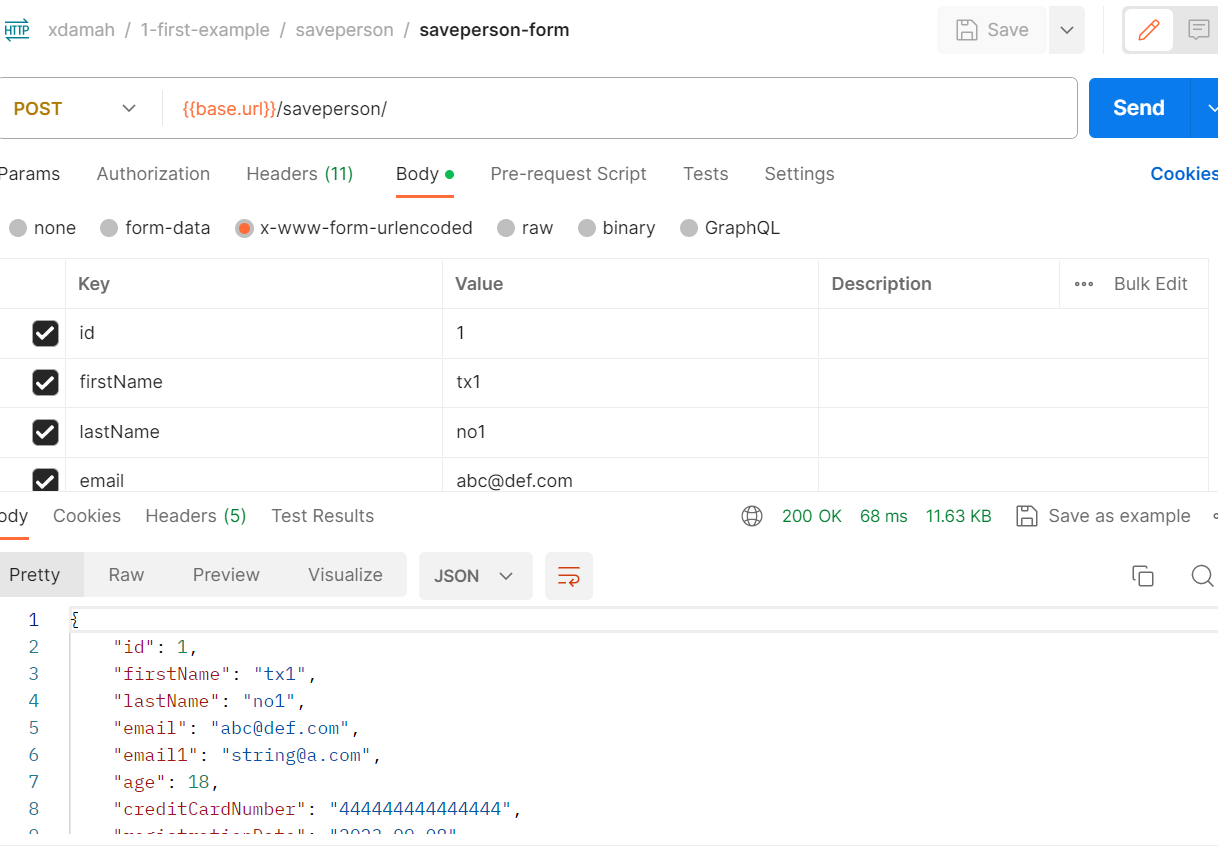 HTTP xdamah / 1-first-example / saveperson / saveperson-form Save
POST {{base.url}}/saveperson/ Send
Params Authorization Headers (11) Body Pre-request Script Tests Settings Cookies
none form-data x-www-form-urlencoded raw binary GraphQL
Key Value Description ••• Bulk Edit
id 1
firstName tx1
lastName no1
email abc@def.com
ody Cookies Headers (5) Test Results 200 OK 68 ms 11.63 KB Save as example
Pretty Raw Preview Visualize JSON
1 {
2 "id": 1,
3 "firstName": "tx1",
4 "lastName": "no1",
5 "email": "abc@def.com",
6 "email1": "string@a.com",
7 "age": 18,
8 "creditCardNumber": "444444444444444",
9 "registrationDate": "2023-09-08"